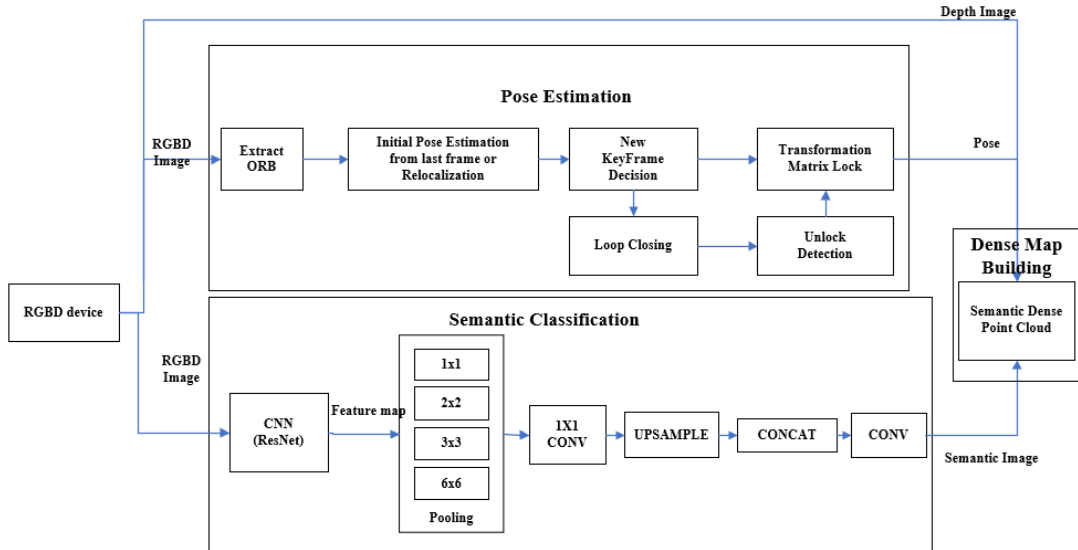 Depth Image
Pose Estimation
RGBD
Image
Extract
ORB
Initial Pose Estimation
from last frame or
Relocalization
New
KeyFrame
Decision
Transformation
Matrix Lock
Pose
Loop Closing
Unlock
Detection
Dense Map
Building
Semantic Dense
Point Cloud
RGBD device
Semantic Classification
RGBD
Image
CNN
(ResNet)
Feature map
1x1
2x2
3x3
6x6
Pooling
1X1
CONV
UPSAMPLE
CONCAT
CONV
Semantic Image